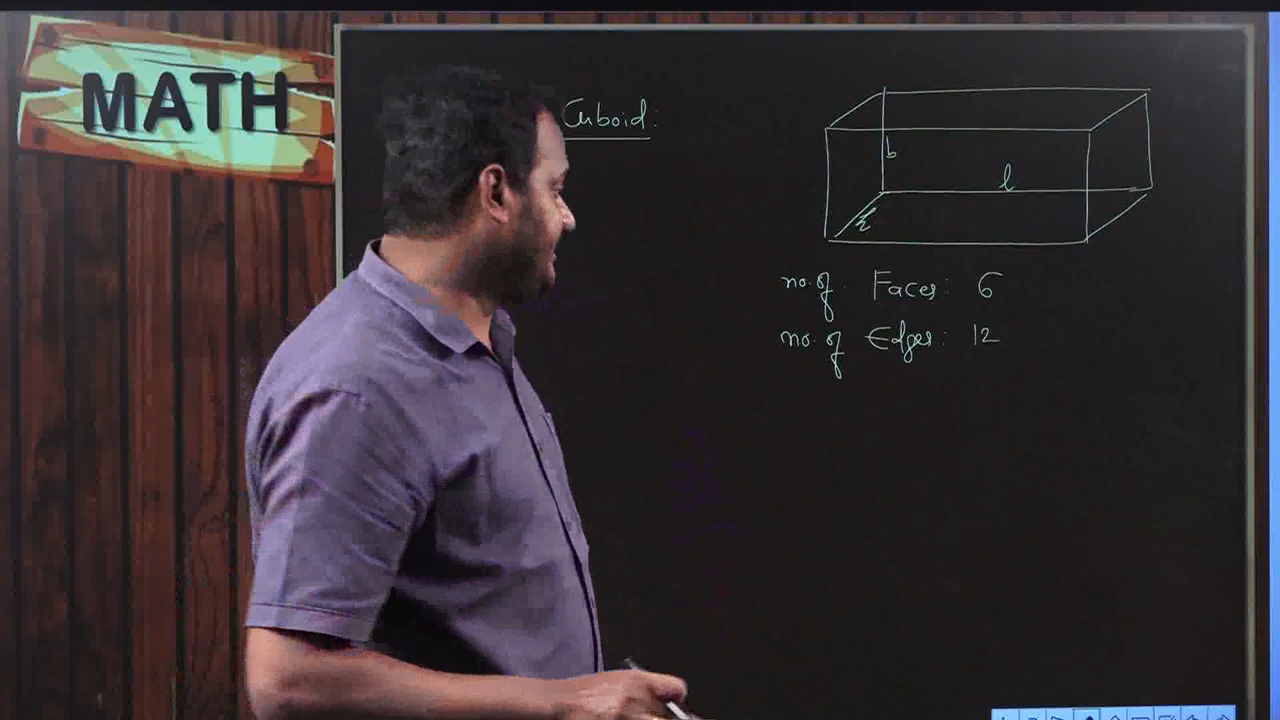 MATH
Cuboid:
b
l
h
no. of Faces: 6
no. of Edges: 12